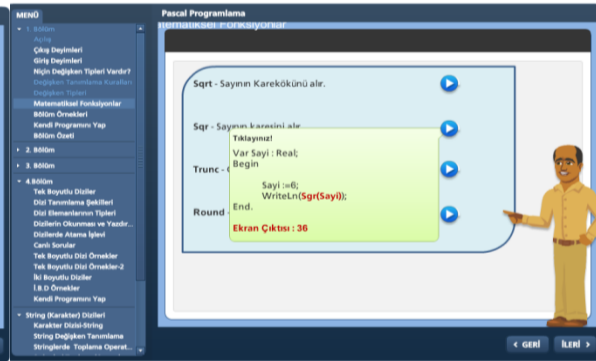 MENÜ
1. Bölüm
Açılış
Çıkış Deyimleri
Giriş Deyimleri
Niçin Değişken Tipleri Vardır?
Değişken Tanımlama Kuralları
Değişken Tipleri
Matematiksel Fonksiyonlar
Bölüm Örnekleri
Kendi Programını Yap
Bölüm Özeti
2. Bölüm
3. Bölüm
4.Bölüm
Tek Boyutlu Diziler
Dizi Tanımlama Şekilleri
Dizi Elemanlarının Tipleri
Dizilerin Okunması ve Yazdır...
Dizilerde Atama İşlevi
Canlı Sorular
Tek Boyutlu Dizi Örnekler
Tek Boyutlu Dizi Örnekler-2
İki Boyutlu Diziler
İ.B.D Örnekler
Kendi Programını Yap
String (Karakter) Dizileri
Karakter Dizisi-String
String Değişken Tanımlama
Stringlerde Toplama Operat...
Pascal Programlama
tematiksel Fonksiyonlar
Sqrt - Sayının Karekökünü alır.
Sqr - Sayının karesini alır
Trunc -
Round -
Tıklayınız!
Var Sayi : Real;
Begin
Sayi :=6;
WriteLn(Sqr(Sayi));
End.
Ekran Çıktısı : 36
< GERİ
İLERİ >